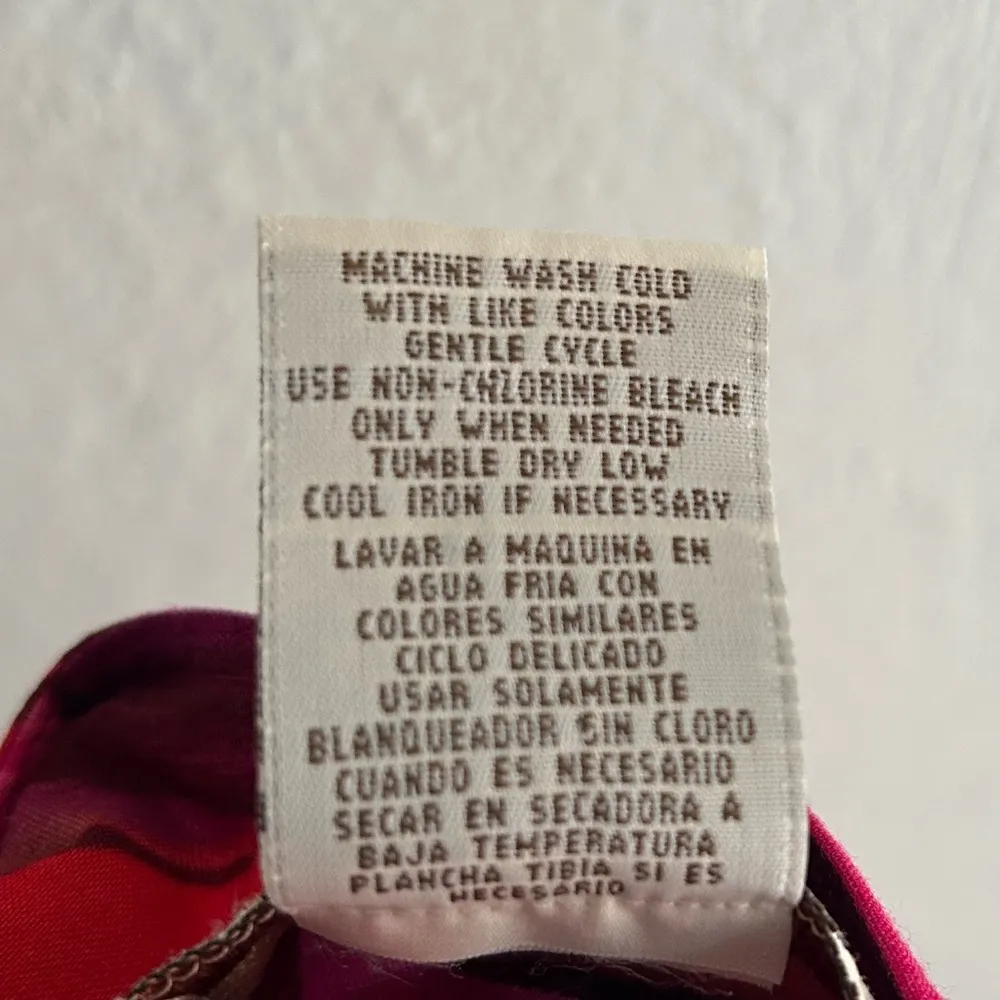 MACHINE WASH COLD
WITH LIKE COLORS
GENTLE CYCLE
USE NON-CHLORINE BLEACH
ONLY WHEN NEEDED
TUMBLE DRY LOW
COOL IRON IF NECESSARY
LAVAR A MAQUINA EN
AGUA FRIA CON
COLORES SIMILARES
CICLO DELICADO
USAR SOLAMENTE
BLANQUEADOR SIN CLORO
CUANDO ES NECESARIO
SECAR EN SECADORA A
BAJA TEMPERATURA
PLANCHA TIBIA SI ES
NECESARIO